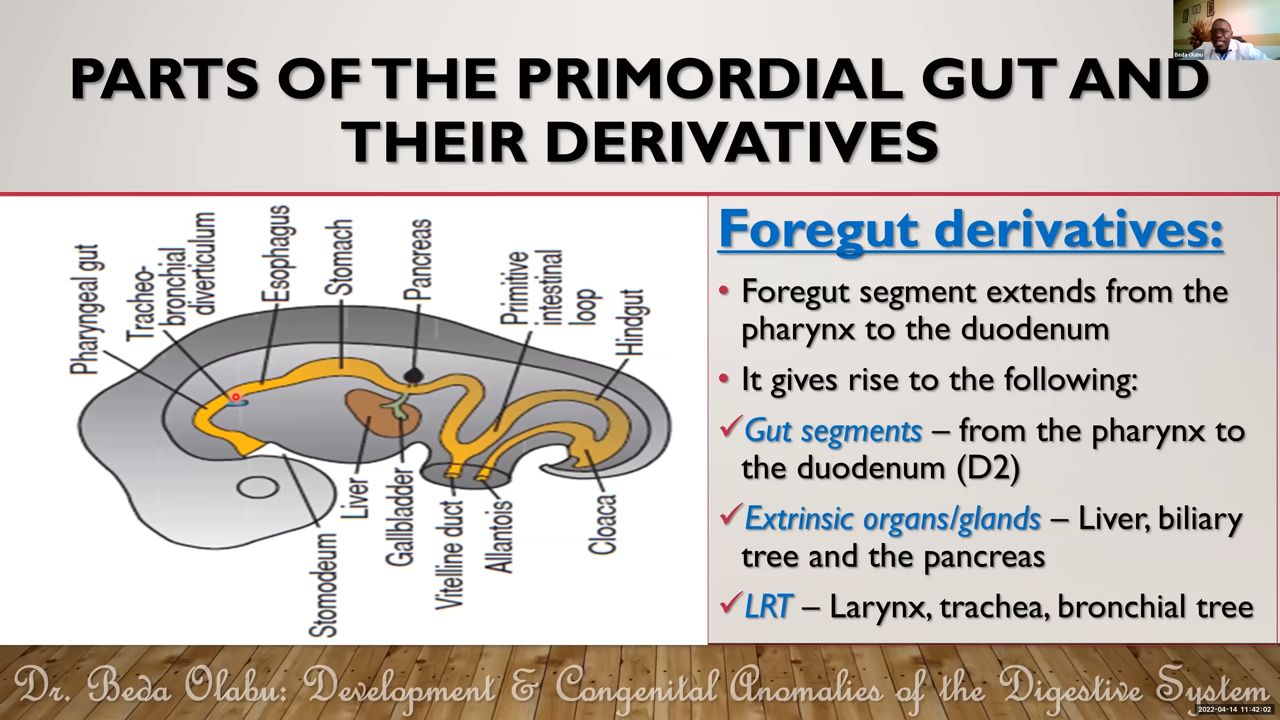 Beda Olabu
PARTS OF THE PRIMORDIAL GUT AND
THEIR DERIVATIVES
Pharyngeal gut
Tracheo-
bronchial
diverticulum
Esophagus
Stomach
Pancreas
Primitive
intestinal
loop
Hindgut
Stomodeum
Liver
Gallbladder
Vitelline duct
Allantois
Cloaca
Foregut derivatives:
• Foregut segment extends from the
pharynx to the duodenum
• It gives rise to the following:
✓Gut segments – from the pharynx to
the duodenum (D2)
✓Extrinsic organs/glands – Liver, biliary
tree and the pancreas
✓LRT – Larynx, trachea, bronchial tree
Dr. Beda Olabu: Development & Congenital Anomalies of the Digestive System
2022-04-14 11:42:02